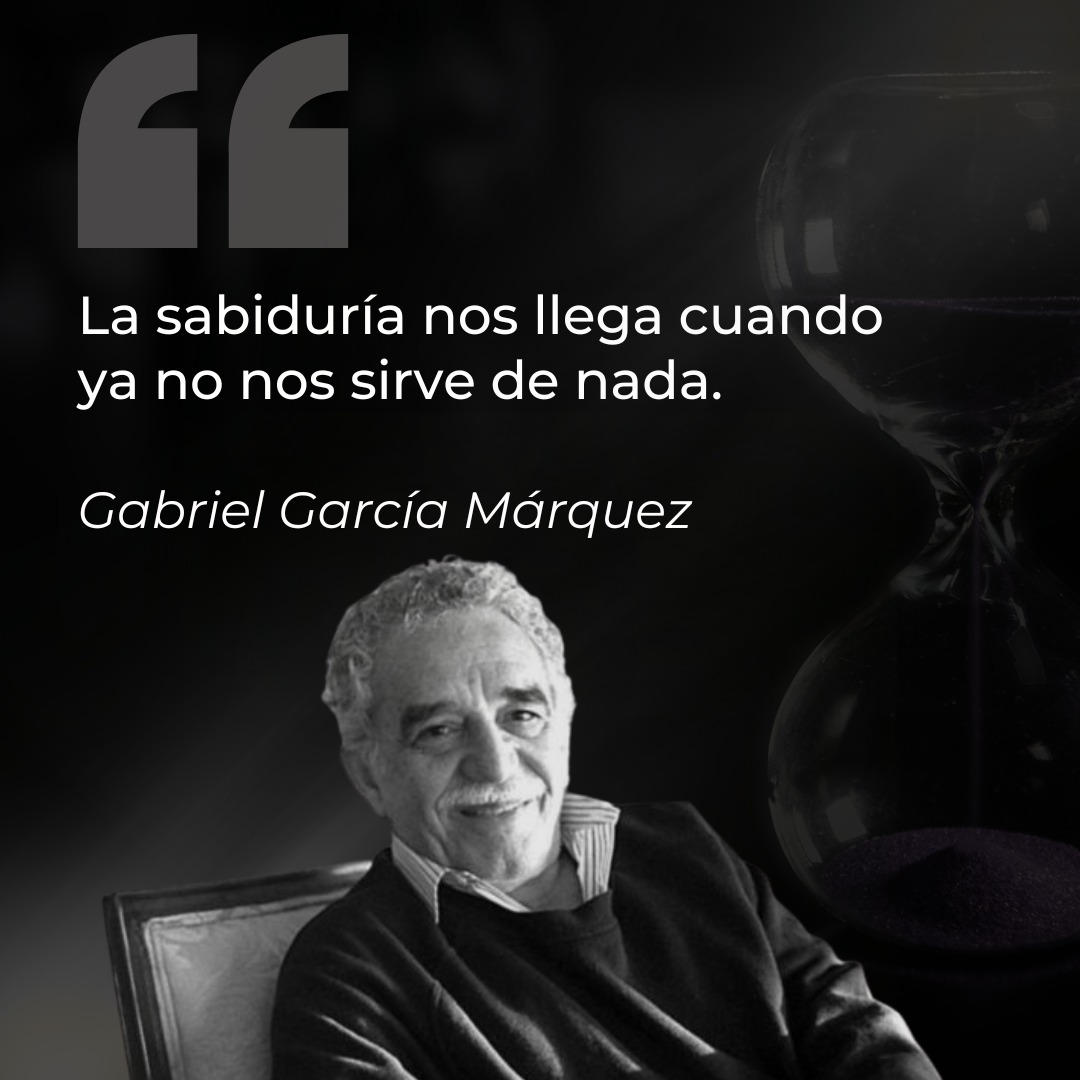 La sabiduría nos llega cuando
ya no nos sirve de nada.
Gabriel García Márquez